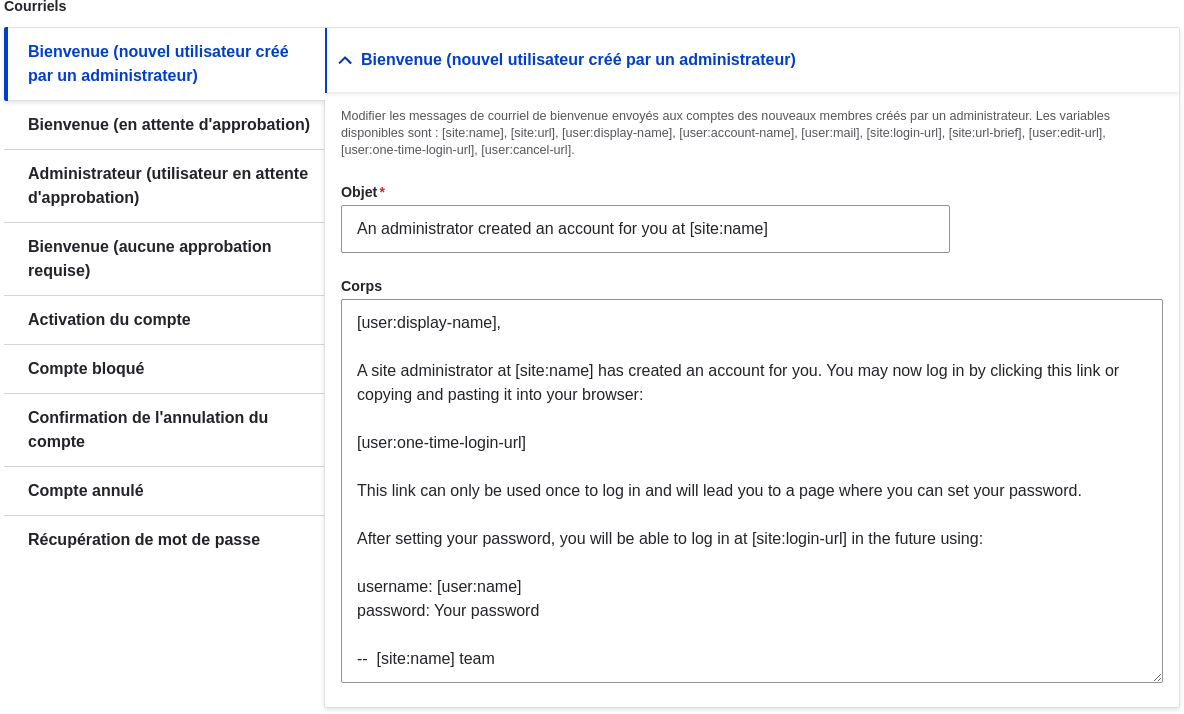 Courriels
Bienvenue (nouvel utilisateur créé
par un administrateur)
Bienvenue (en attente d'approbation)
Administrateur (utilisateur en attente
d'approbation)
Bienvenue (aucune approbation
requise)
Activation du compte
Compte bloqué
Confirmation de l'annulation du
compte
Compte annulé
Récupération de mot de passe
Bienvenue (nouvel utilisateur créé par un administrateur)
Modifier les messages de courriel de bienvenue envoyés aux comptes des nouveaux membres créés par un administrateur. Les variables
disponibles sont : [site:name], [site:url], [user:display-name], [user:account-name], [user:mail], [site:login-url], [site:url-brief], [user:edit-url],
[user:one-time-login-url], [user:cancel-url].
Objet*
An administrator created an account for you at [site:name]
Corps
[user:display-name],
A site administrator at [site:name] has created an account for you. You may now log in by clicking this link or
copying and pasting it into your browser:
[user:one-time-login-url]
This link can only be used once to log in and will lead you to a page where you can set your password.
After setting your password, you will be able to log in at [site:login-url] in the future using:
username: [user:name]
password: Your password
--  [site:name] team